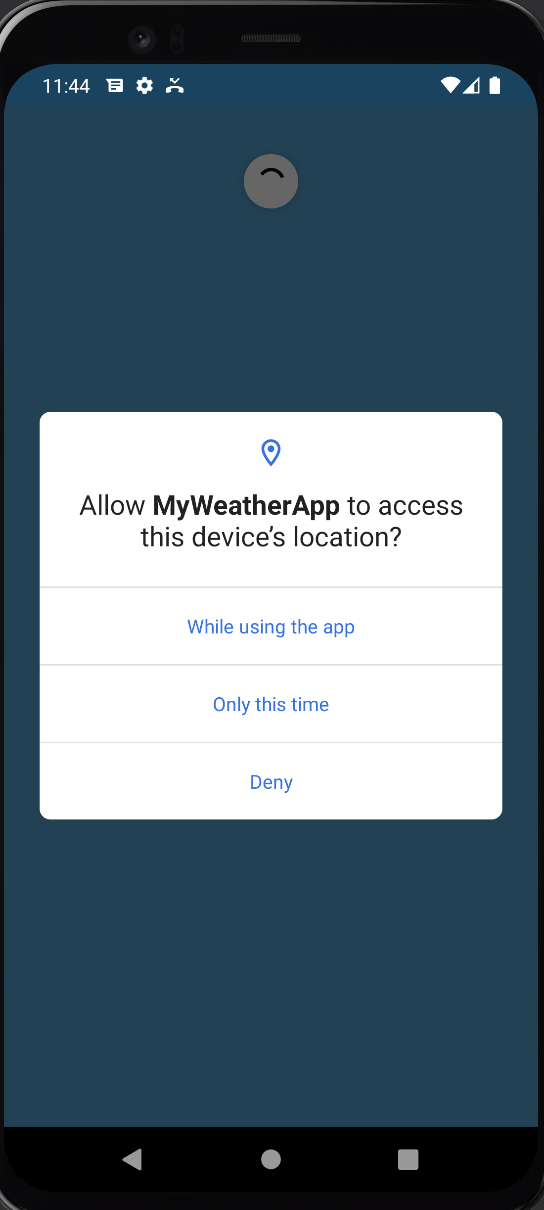 11:44
Allow MyWeatherApp to access
this device’s location?
While using the app
Only this time
Deny